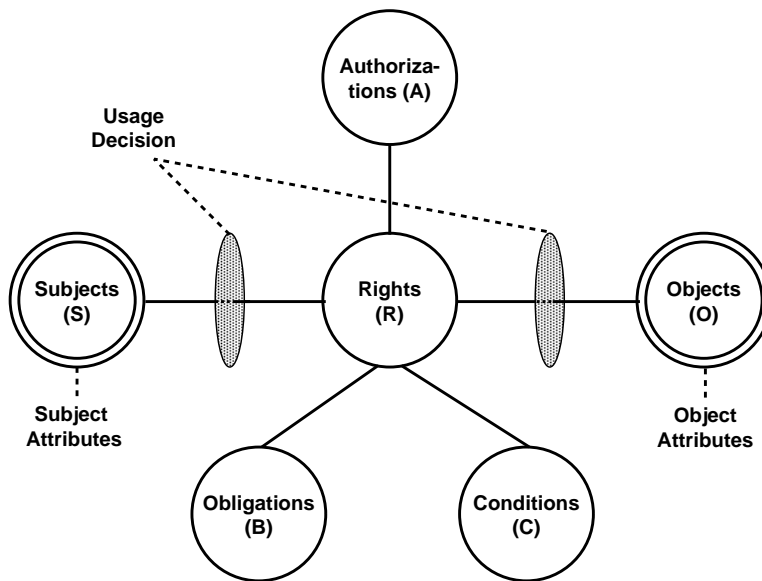 Authoriza-
tions (A)
Usage
Decision
Subjects
(S)
Rights
(R)
Objects
(O)
Subject
Attributes
Object
Attributes
Obligations
(B)
Conditions
(C)